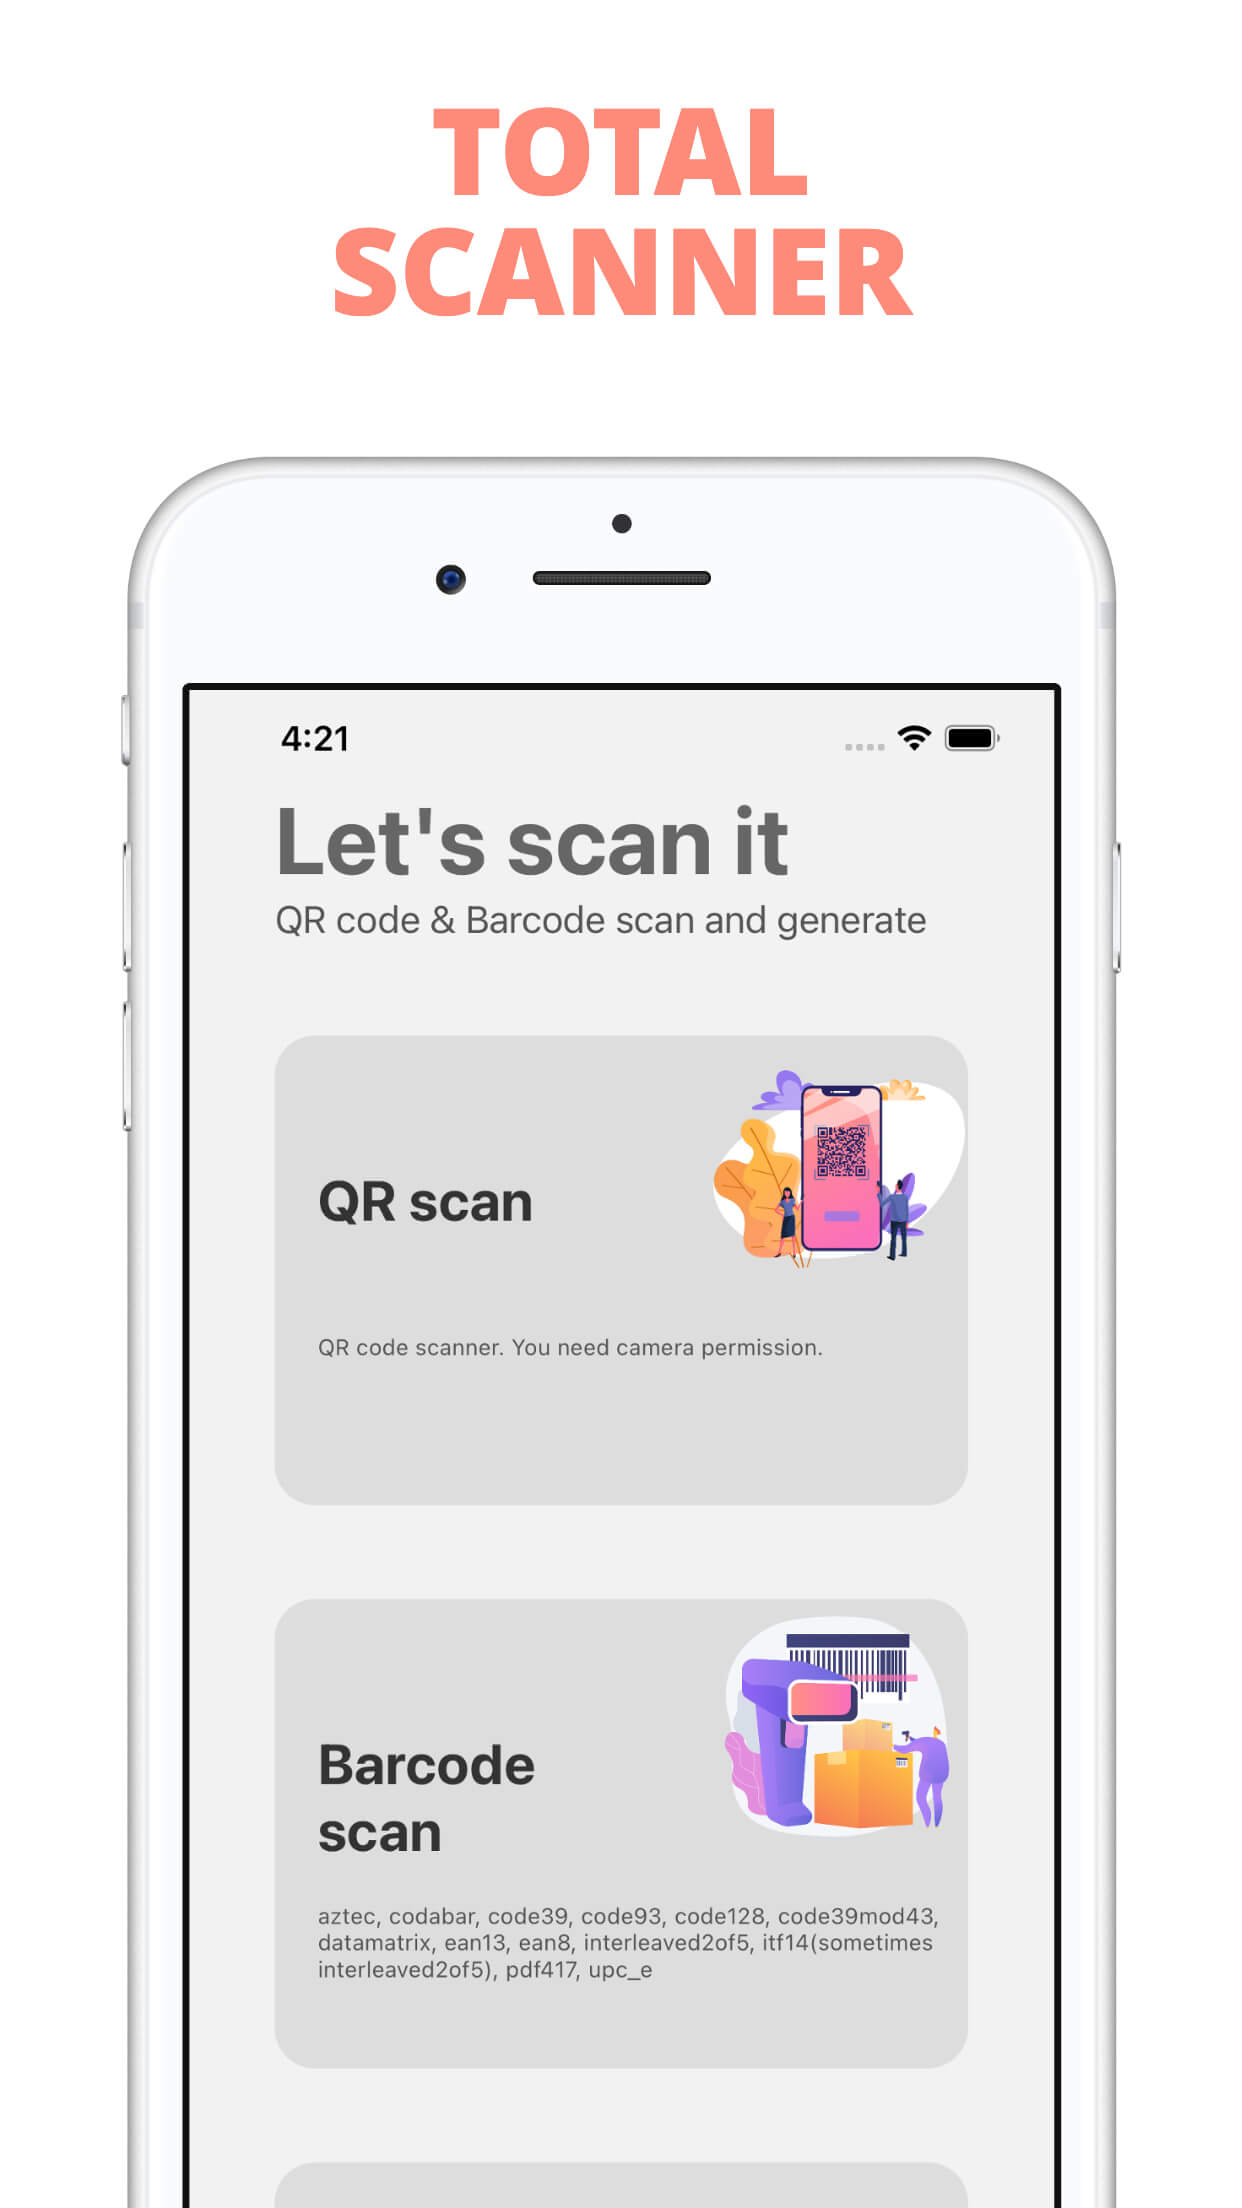 TOTAL
SCANNER
4:21
Let's scan it
QR code & Barcode scan and generate
QR scan
QR code scanner. You need camera permission.
Barcode
scan
aztec, codabar, code39, code93, code128, code39mod43,
datamatrix, ean13, ean8, interleaved2of5, itf14(sometimes
interleaved2of5), pdf417, upc_e